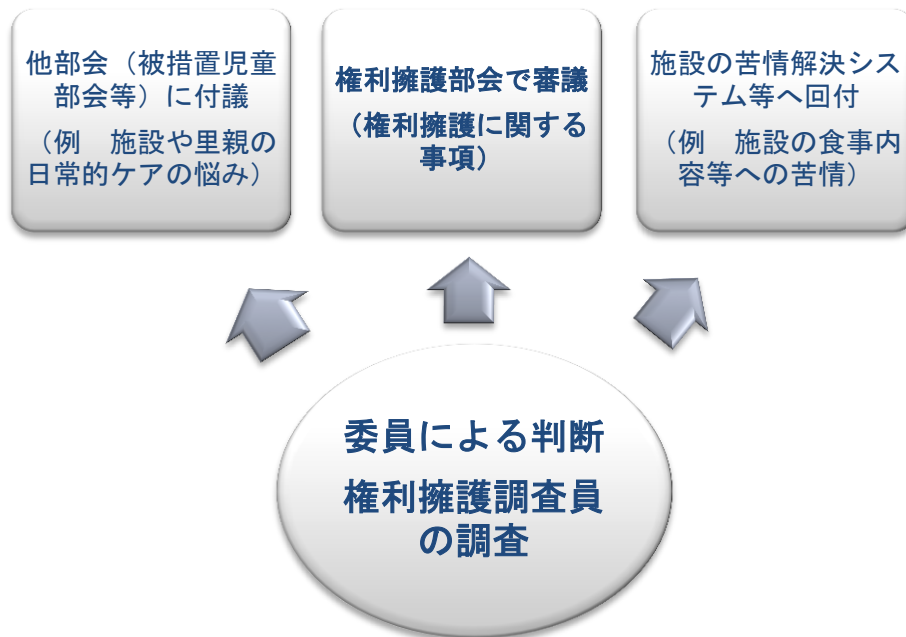 他部会（被措置児童
部会等）に付議
（例　施設や里親の
日常的ケアの悩み）
権利擁護部会で審議
（権利擁護に関する
事項）
施設の苦情解決シス
テム等へ回付
（例　施設の食事内
容等への苦情）
委員による判断
権利擁護調査員
の調査